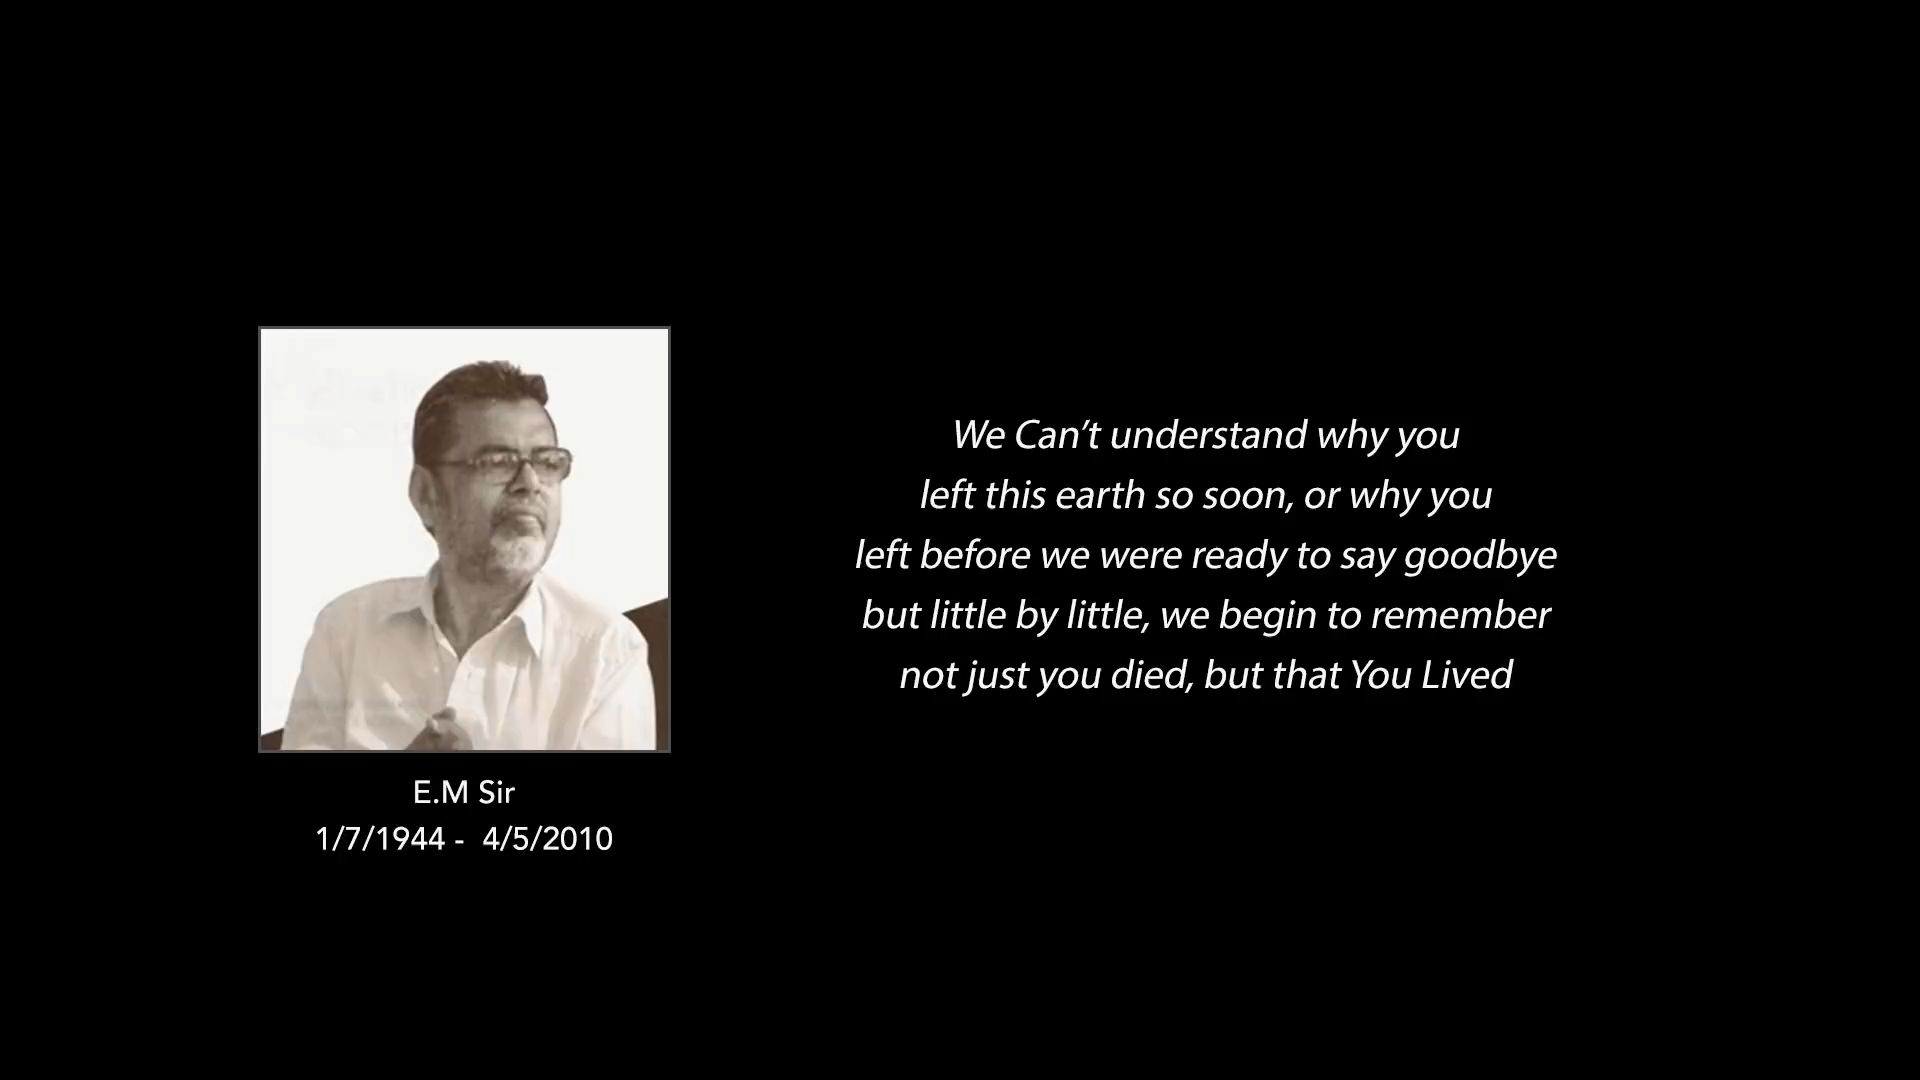 We Can’t understand why you
left this earth so soon, or why you
left before we were ready to say goodbye
but little by little, we begin to remember
not just you died, but that You Lived
E.M Sir
1/7/1944 -  4/5/2010